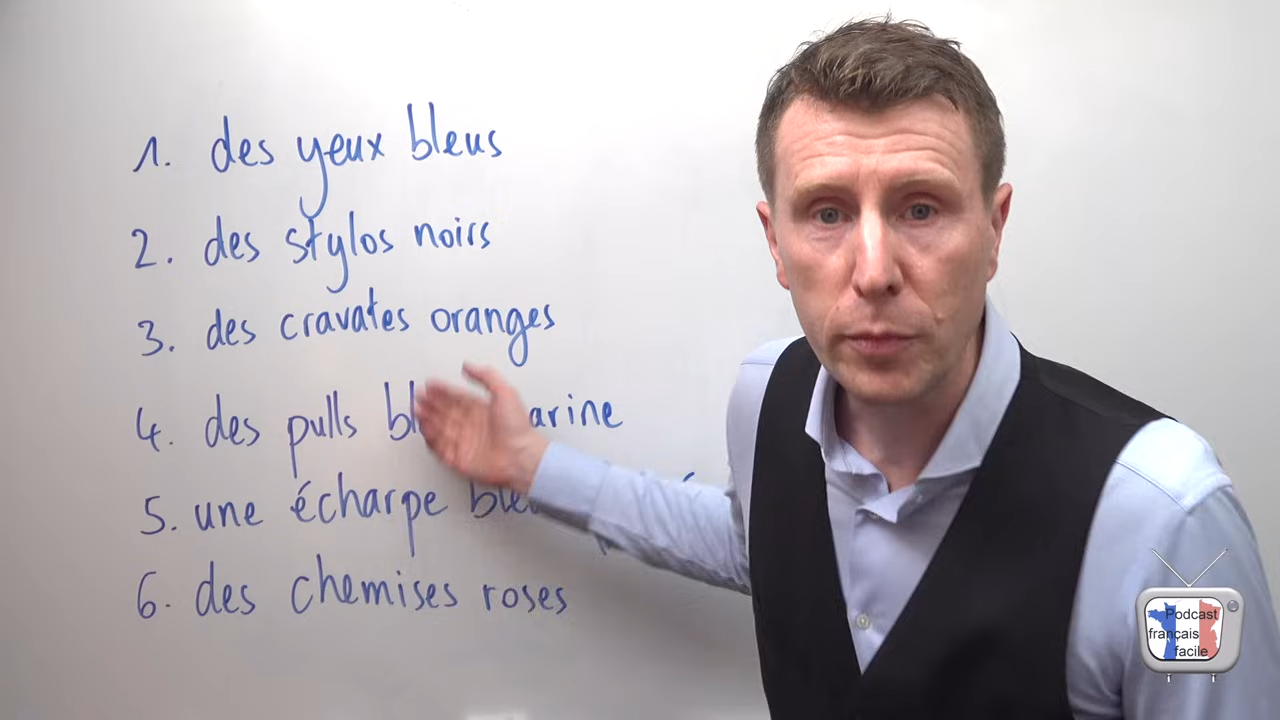 1. des yeux bleus
2. des stylos noirs
3. des cravates oranges
4. des pulls
5. une écharpe
6. des chemises roses
Podcast
français
facile